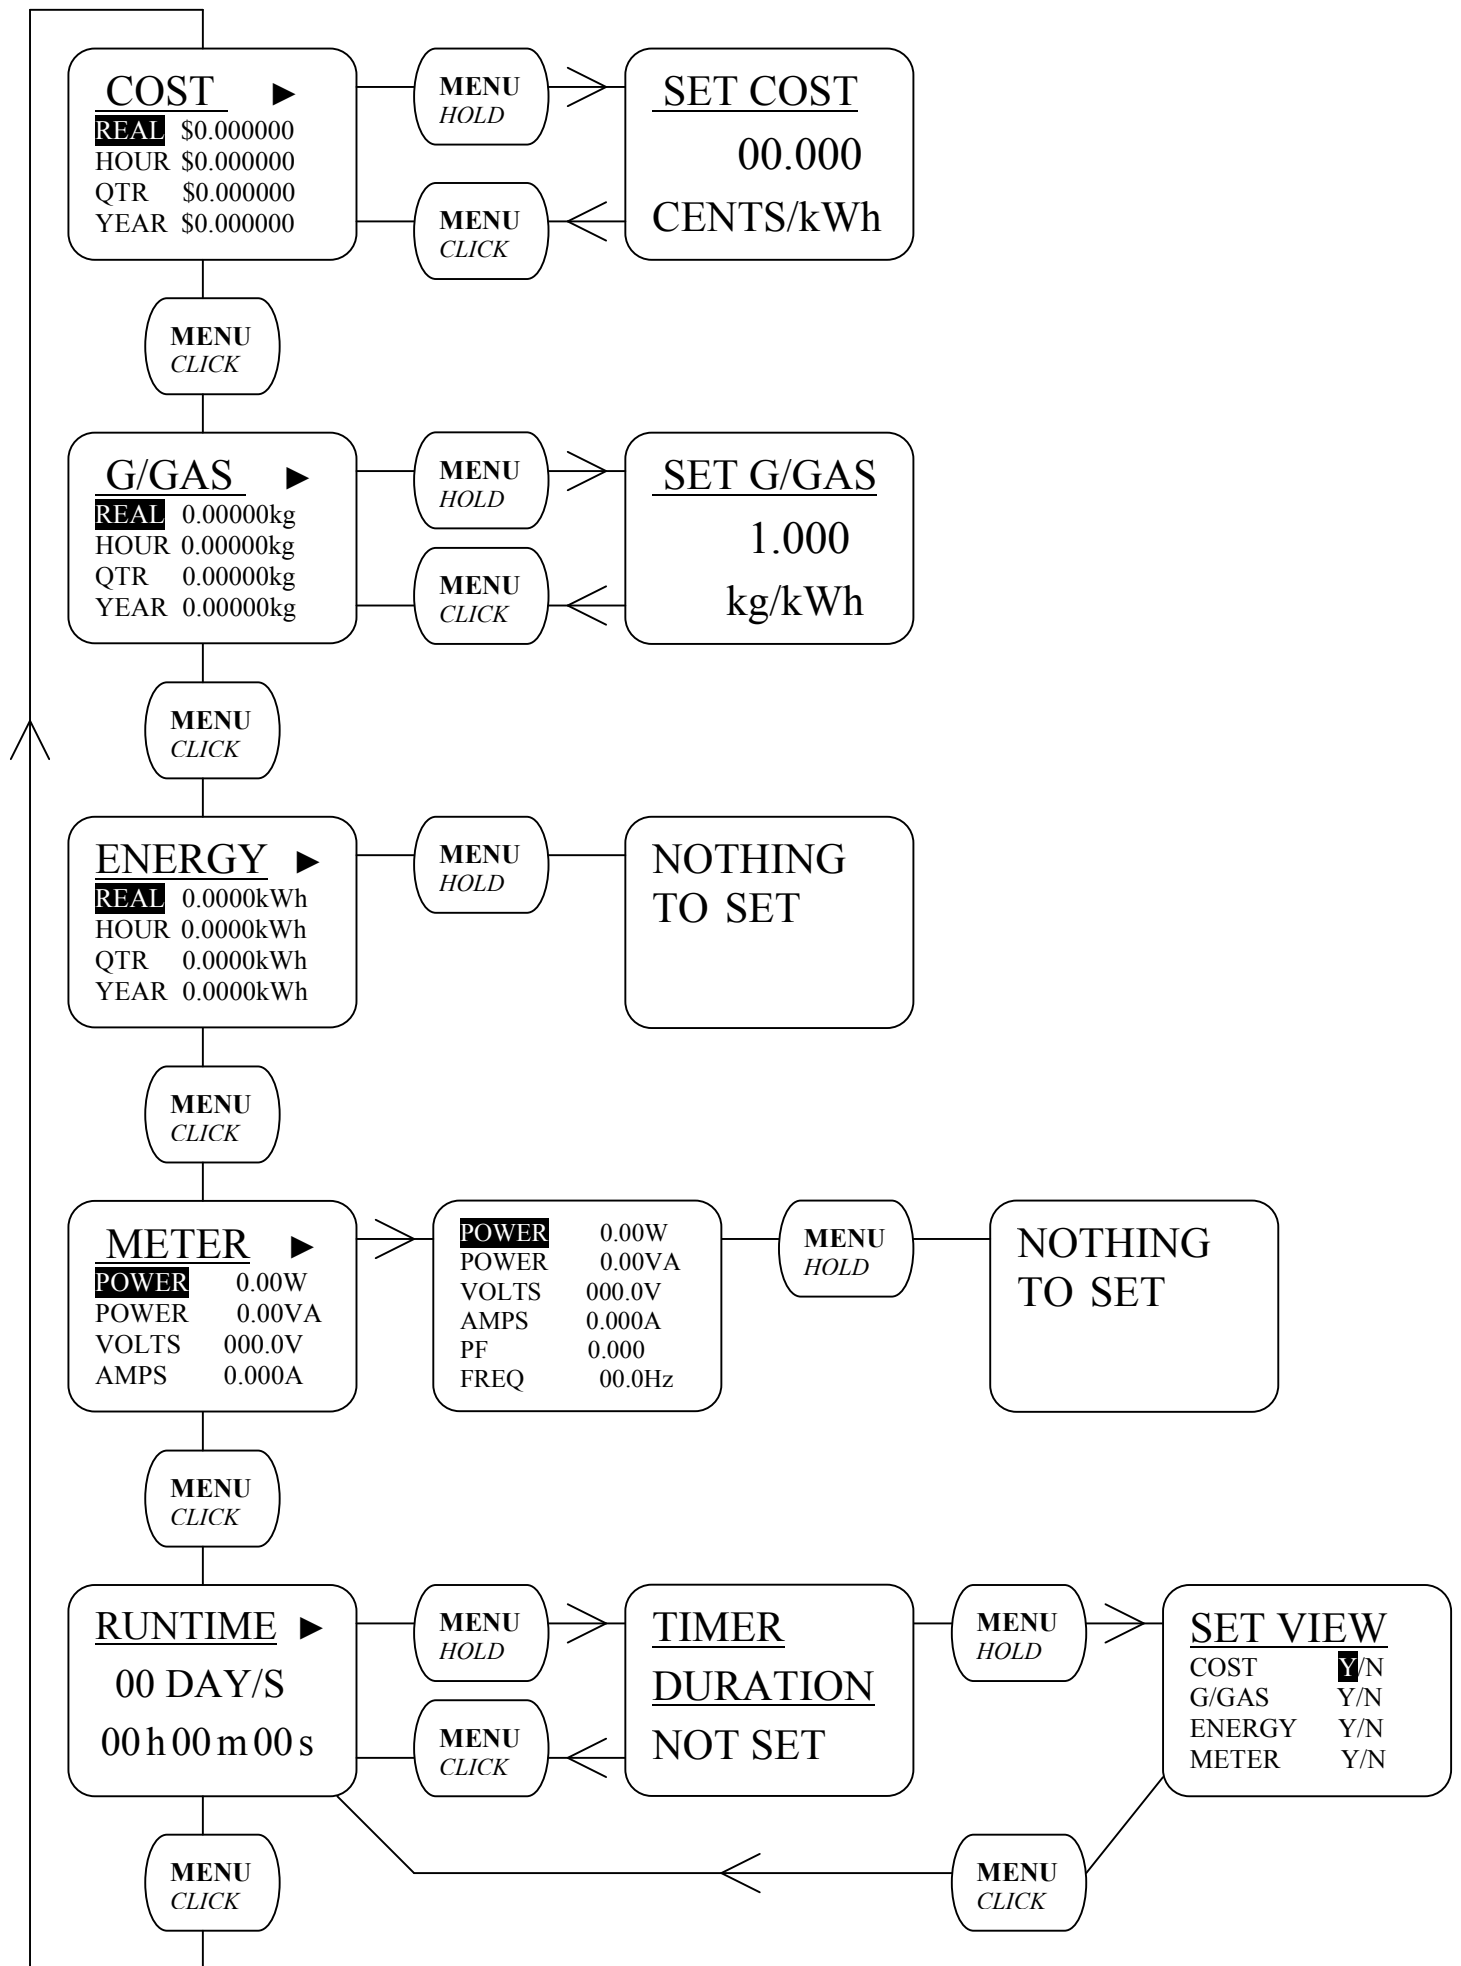 COST ►
REAL $0.000000
HOUR $0.000000
QTR $0.000000
YEAR $0.000000
MENU
HOLD
MENU
CLICK
SET COST
00.000
CENTS/kWh
MENU
CLICK
G/GAS ►
REAL 0.00000kg
HOUR 0.00000kg
QTR 0.00000kg
YEAR 0.00000kg
MENU
HOLD
MENU
CLICK
SET G/GAS
1.000
kg/kWh
MENU
CLICK
ENERGY ►
REAL 0.0000kWh
HOUR 0.0000kWh
QTR 0.0000kWh
YEAR 0.0000kWh
MENU
HOLD
NOTHING
TO SET
MENU
CLICK
METER ►
POWER 0.00W
POWER 0.00VA
VOLTS 000.0V
AMPS 0.000A
POWER 0.00W
POWER 0.00VA
VOLTS 000.0V
AMPS 0.000A
PF 0.000
FREQ 00.0Hz
MENU
HOLD
NOTHING
TO SET
MENU
CLICK
RUNTIME ►
00 DAY/S
00 h 00 m 00 s
MENU
HOLD
MENU
CLICK
TIMER
DURATION
NOT SET
MENU
HOLD
SET VIEW
COST Y/N
G/GAS Y/N
ENERGY Y/N
METER Y/N
MENU
CLICK
MENU
CLICK